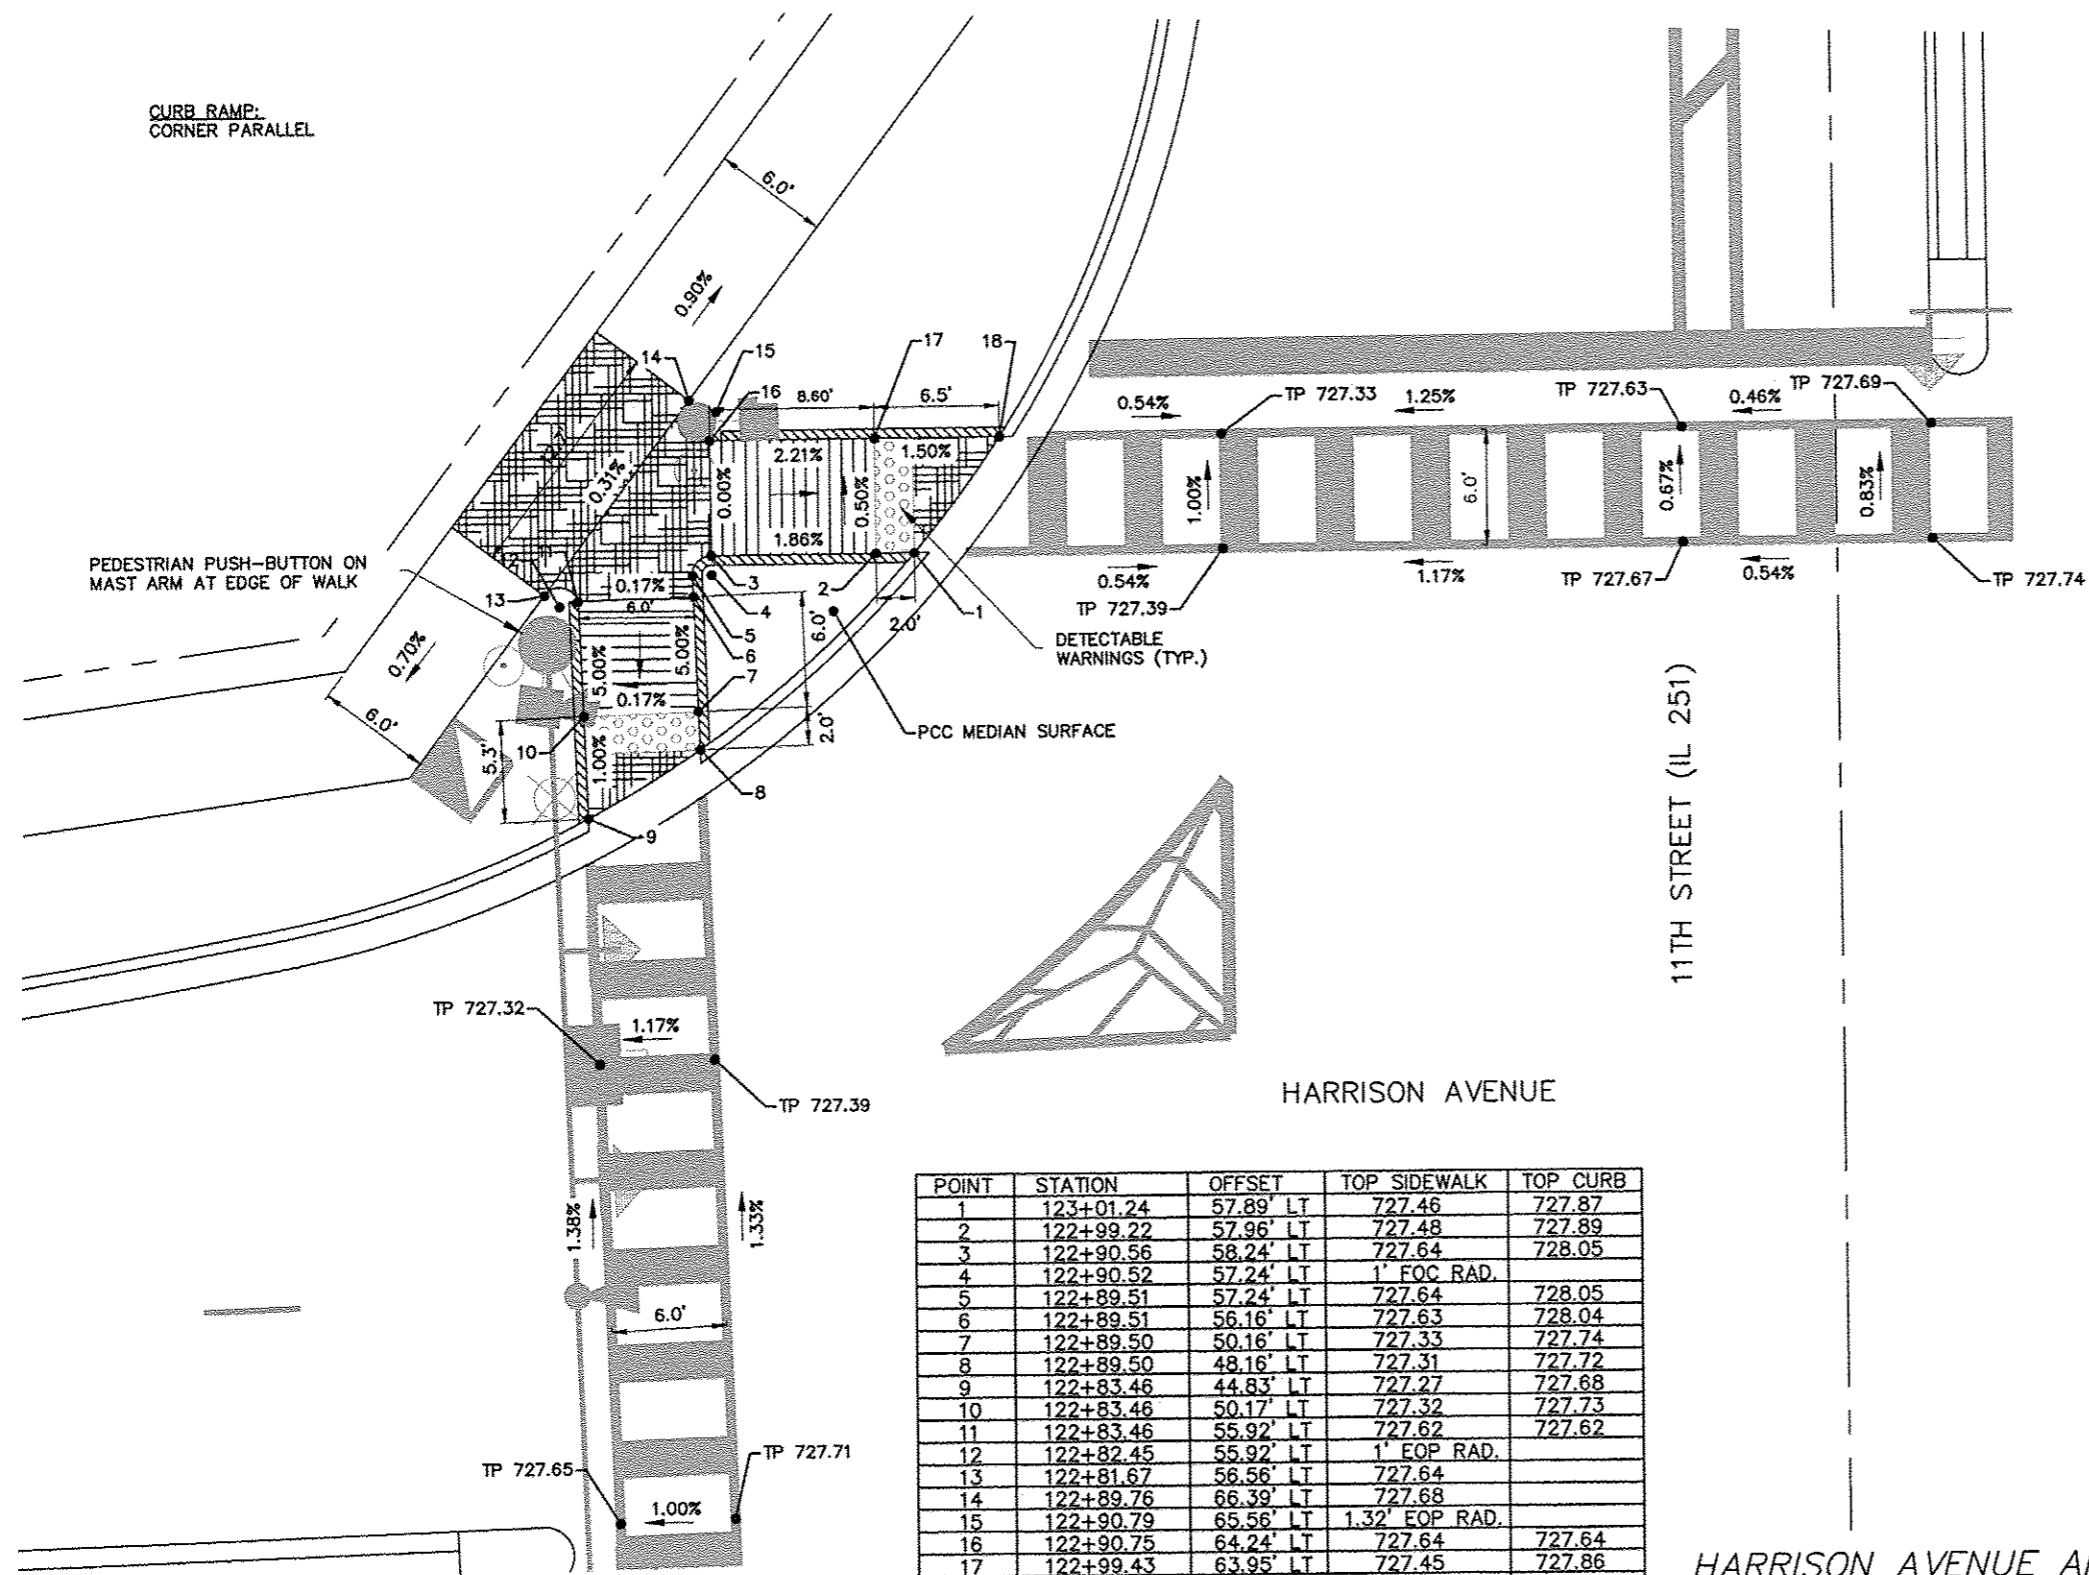 CURB RAMP:
CORNER PARALLEL
6.0'
0.90%
14
15
16
17
18
8.60'
6.5'
0.54%
TP 727.33
1.25%
TP 727.63
0.46%
TP 727.69
2.21%
1.50%
0.31%
0.00%
0.50%
1.86%
1.00%
6.0'
0.67%
0.83%
PEDESTRIAN PUSH-BUTTON ON
MAST ARM AT EDGE OF WALK
12
13
0.17%
6.0'
3
4
5
6
7
2
1
2.0'
6.0'
0.54%
TP 727.39
1.17%
TP 727.67
0.54%
TP 727.74
DETECTABLE
WARNINGS (TYP.)
0.70%
6.0'
5.00%
5.00%
0.17%
2.0'
PCC MEDIAN SURFACE
10
5.3'
1.00%
8
9
11TH STREET (IL 251)
TP 727.32
1.17%
TP 727.39
HARRISON AVENUE
1.38%
1.33%
6.0'
TP 727.65
1.00%
TP 727.71
POINT STATION OFFSET TOP SIDEWALK TOP CURB
1 123+01.24 57.89' LT 727.46 727.87
2 122+99.22 57.96' LT 727.48 727.89
3 122+90.56 58.24' LT 727.64 728.05
4 122+90.52 57.24' LT 1' FOC RAD.
5 122+89.51 57.24' LT 727.64 728.05
6 122+89.51 56.16' LT 727.63 728.04
7 122+89.50 50.16' LT 727.33 727.74
8 122+89.50 48.16' LT 727.31 727.72
9 122+83.46 44.83' LT 727.27 727.68
10 122+83.46 50.17' LT 727.32 727.73
11 122+83.46 55.92' LT 727.62 727.62
12 122+82.45 55.92' LT 1' EOP RAD.
13 122+81.67 56.56' LT 727.64
14 122+89.76 66.39' LT 727.68
15 122+90.79 65.56' LT 1.32' EOP RAD.
16 122+90.75 64.24' LT 727.64 727.64
17 122+99.43 63.95' LT 727.45 727.86
HARRISON AVENUE